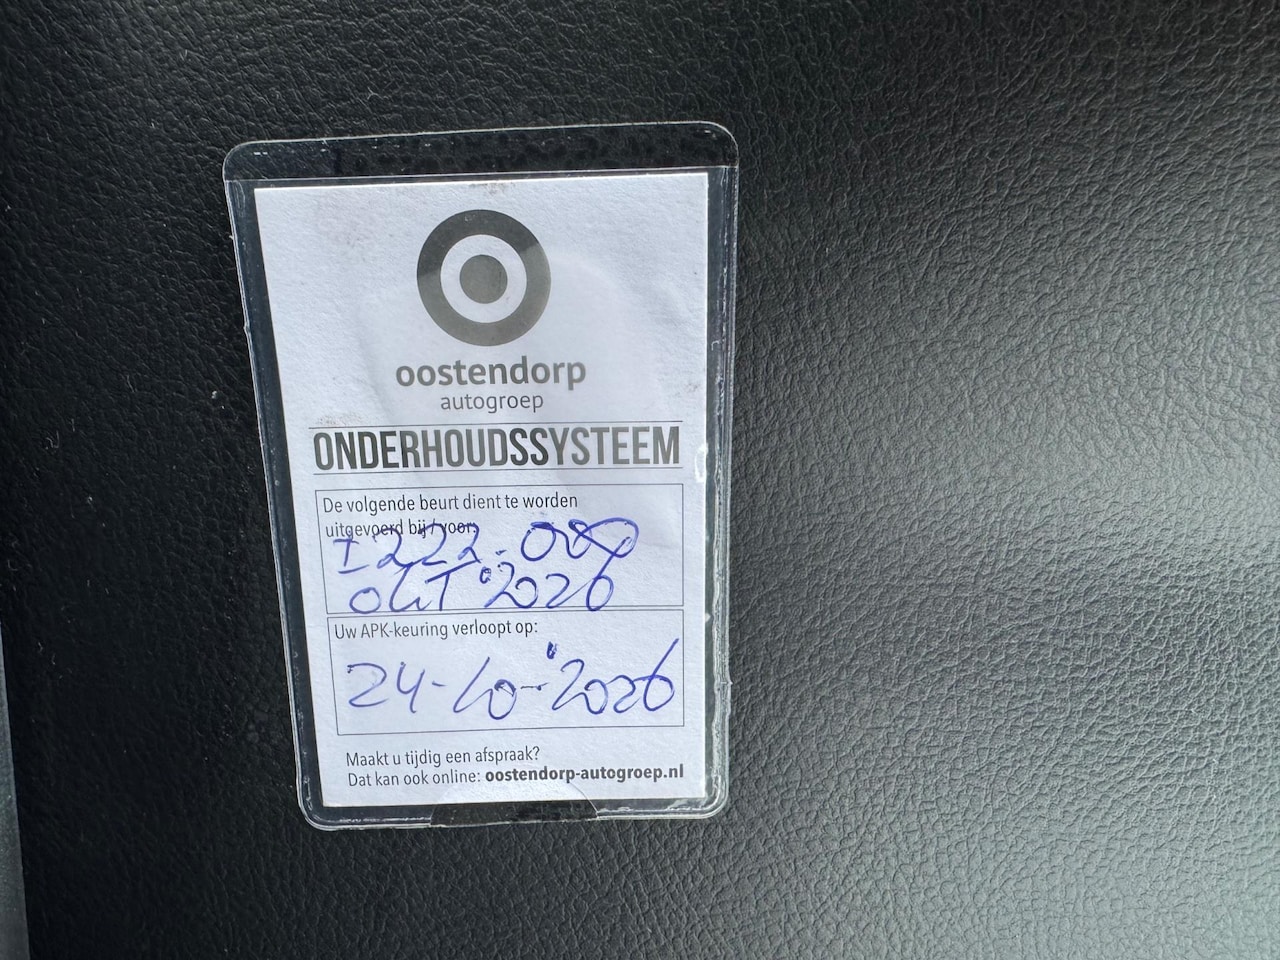 oostendorp
autogroep
ONDERHOUDSSYSTEEM
De volgende beurt dient te worden
uitgevoerd bij / voor:
± 222.000
okt '2026
Uw APK-keuring verloopt op:
24-10-'2026
Maakt u tijdig een afspraak?
Dat kan ook online: oostendorp-autogroep.nl